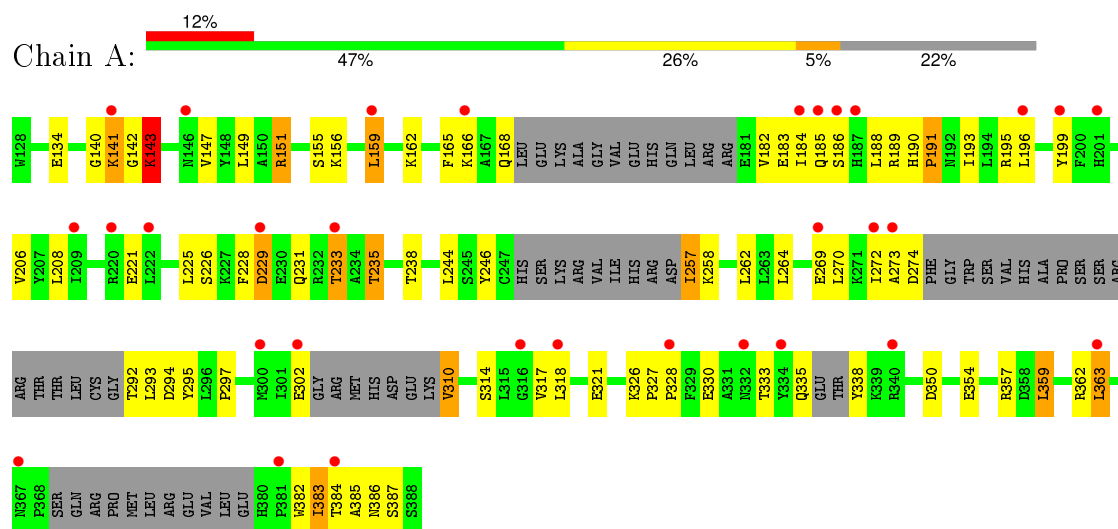 12%
Chain A:
47% 26% 5% 22%
W128 E134 G140 K141 G142 K143 N146 V147 Y148 L149 A150 R151 S155 K156 L159 K162 F165 K166 A167 Q168 LEU GLU LYS ALA GLY VAL GLU HIS GLN LEU ARG ARG E181 V182 E183 I184 Q185 S186 H187 L188 R189 H190 P191 N192 I193 L194 R195 L196 Y199 F200 H201
V206 Y207 L208 I209 R220 E221 L222 L225 S226 K227 F228 D229 E230 Q231 R232 T233 A234 T235 T238 L244 S245 Y246 C247 HIS SER LYS ARG VAL ILE HIS ARG ASP I257 K258 L262 L263 L264 E269 L270 K271 I272 A273 D274 PHE GLY TRP SER VAL HIS ALA PRO SER SER ARG
ARG THR THR LEU CYS GLY T292 L293 D294 Y295 L296 P297 M300 I301 E302 GLY ARG MET HIS ASP GLU LYS V310 S314 L315 G316 V317 L318 E321 K326 P327 P328 F329 E330 A331 N332 T333 Y334 Q335 GLU THR Y338 K339 R340 D350 E354 R357 D358 L359 R362 L363
N367 P368 SER GLN ARG PRO MET LEU ARG GLU VAL LEU GLU H380 P381 W382 I383 T384 A385 N386 S387 S388